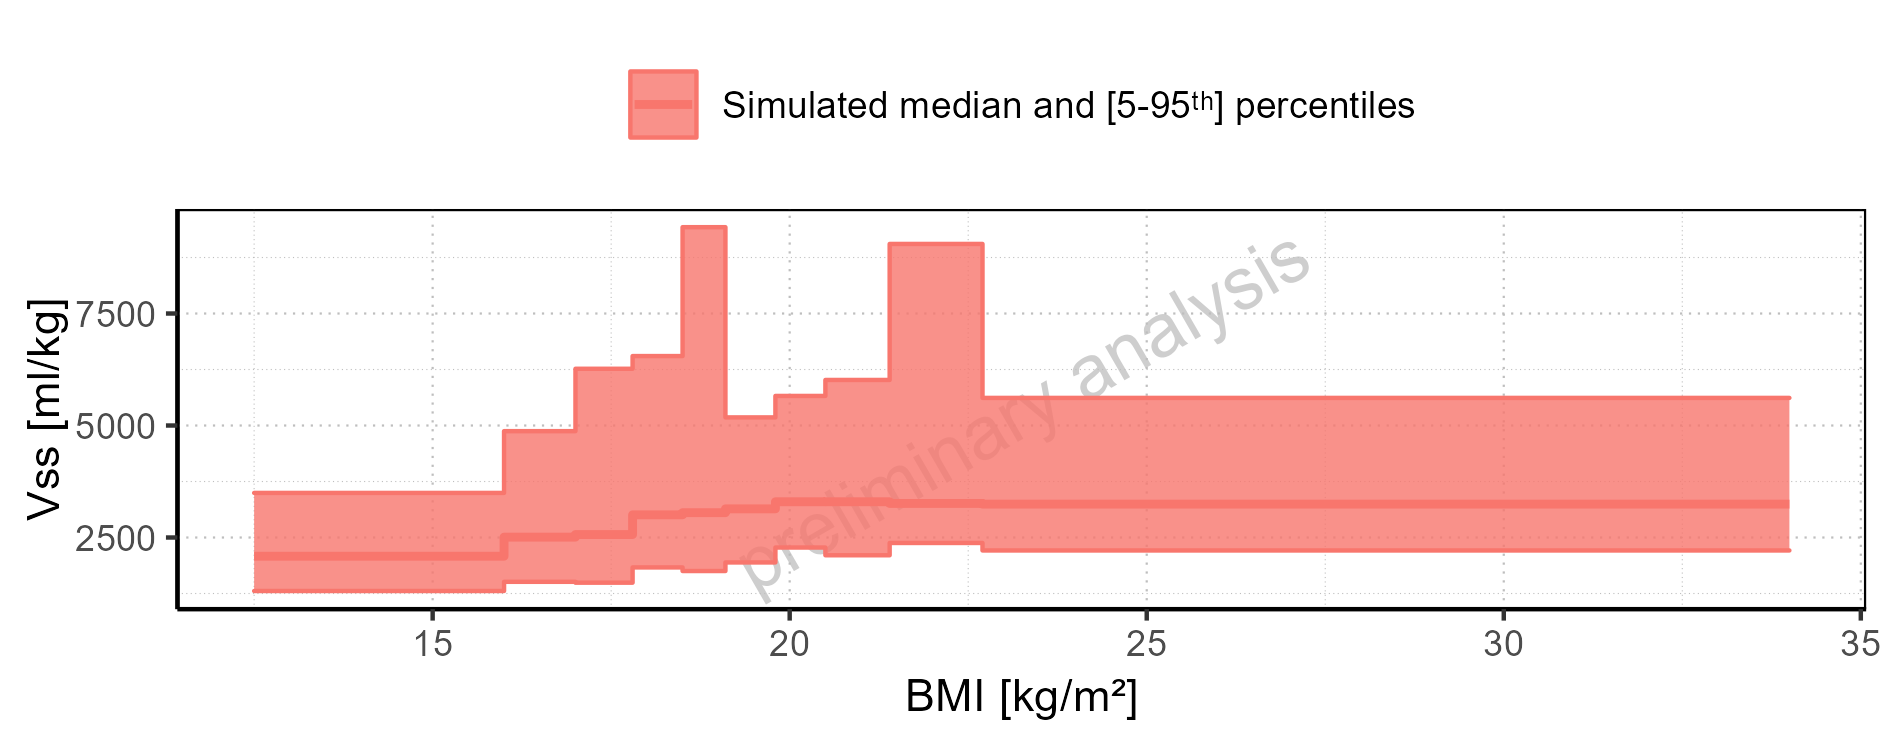 Simulated median and [5-95ᵗʰ] percentiles
7500
5000
2500
Vss [ml/kg]
preliminary analysis
15 20 25 30 35
BMI [kg/m²]